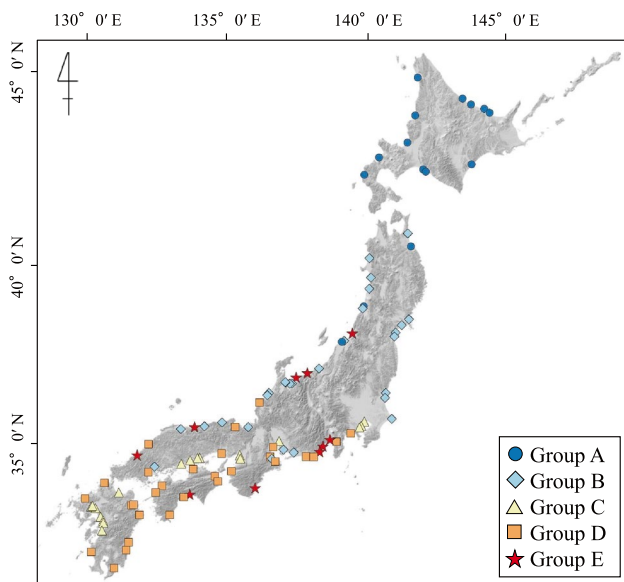 130° 0′ E
135° 0′ E
140° 0′ E
145° 0′ E
45° 0′ N
40° 0′ N
35° 0′ N
Group A
Group B
Group C
Group D
Group E